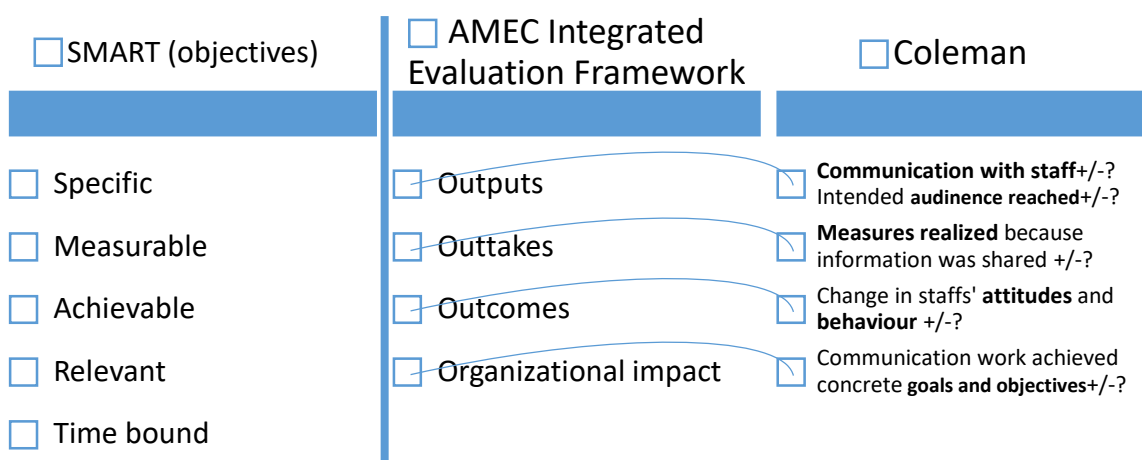 SMART (objectives)
Specific
Measurable
Achievable
Relevant
Time bound
AMEC Integrated
Evaluation Framework
Outputs
Outtakes
Outcomes
Organizational impact
Coleman
Communication with staff+/-?
Intended audinence reached+/-?
Measures realized because
information was shared +/-?
Change in staffs' attitudes and
behaviour +/-?
Communication work achieved
concrete goals and objectives+/-?